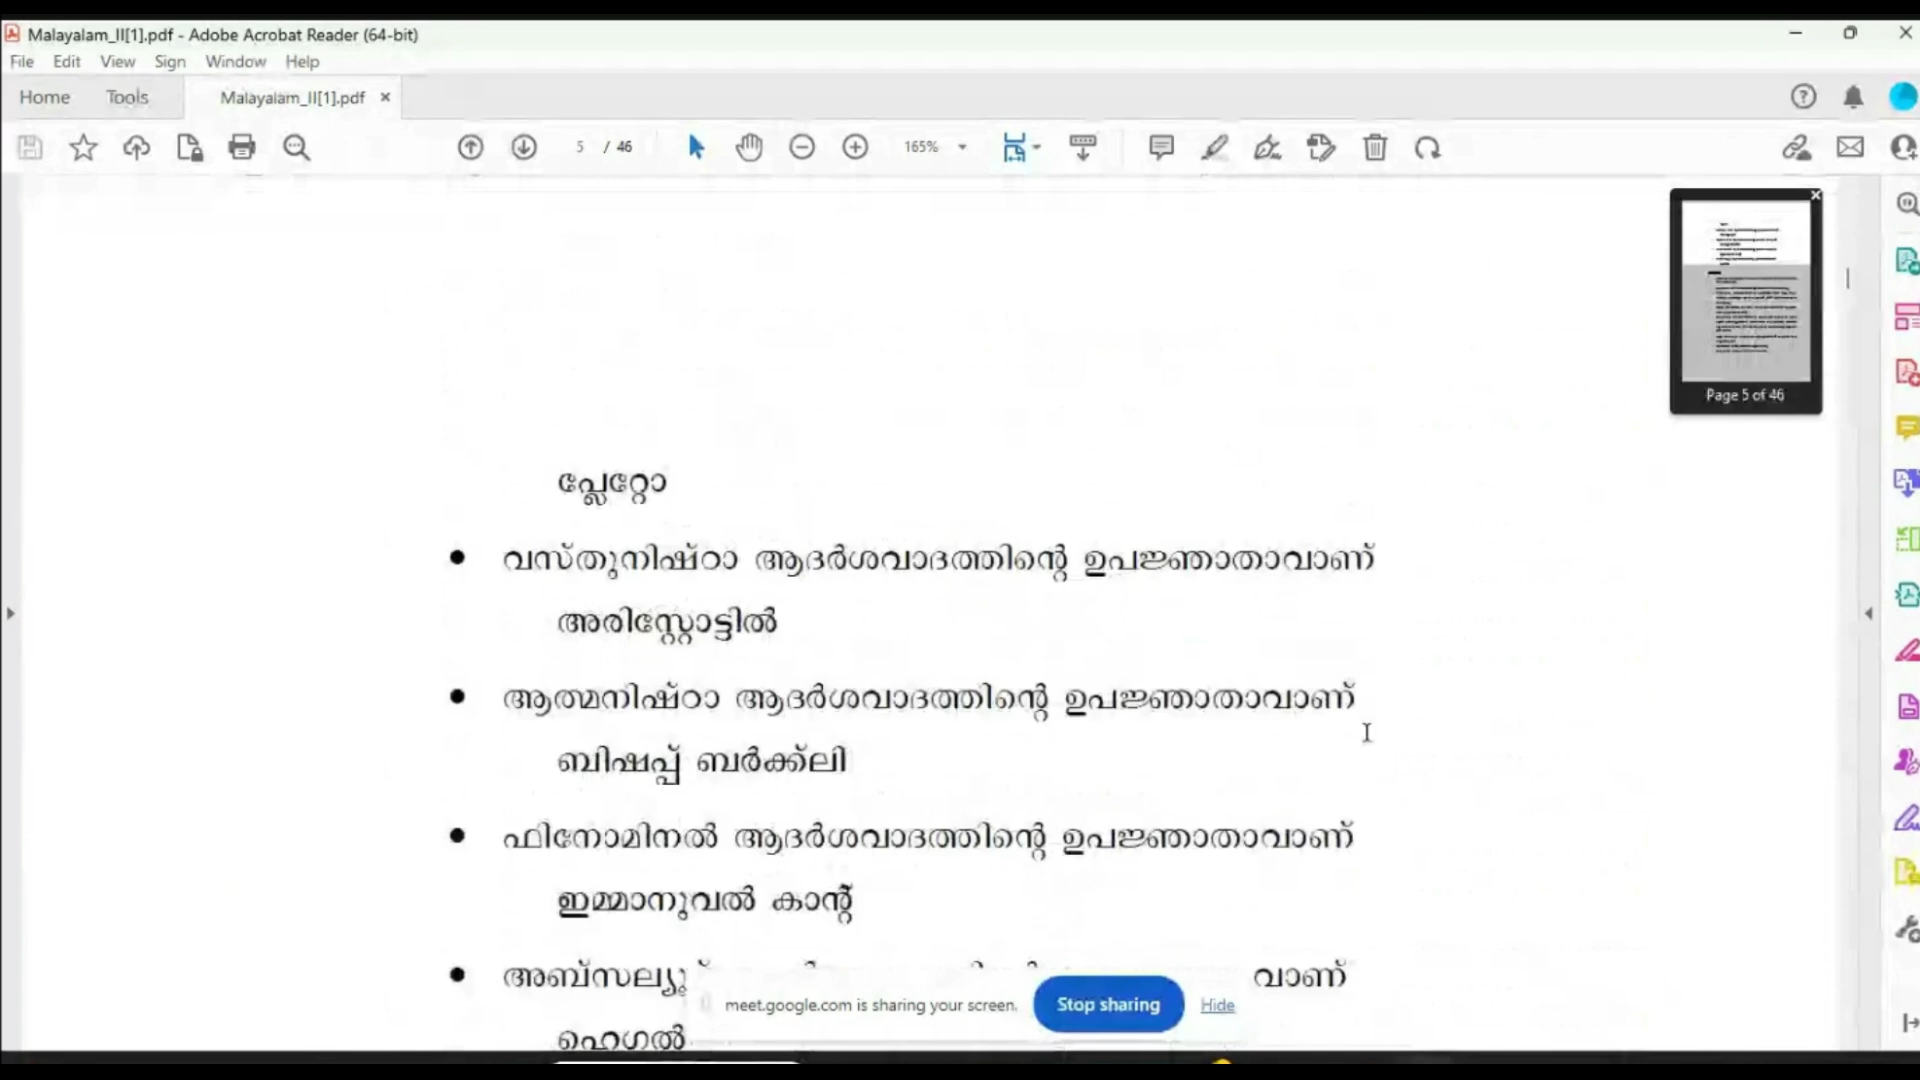 Malayalam_II[1].pdf - Adobe Acrobat Reader (64-bit)
File Edit View Sign Window Help
Home Tools Malayalam_II[1].pdf
5 / 46 165%
Page 5 of 46
പ്ലേറ്റോ
• വസ്തുനിഷ്ഠാ ആദർശവാദത്തിന്റെ ഉപജ്ഞാതാവാണ്
അരിസ്റ്റോട്ടിൽ
• ആത്മനിഷ്ഠാ ആദർശവാദത്തിന്റെ ഉപജ്ഞാതാവാണ്
ബിഷപ്പ് ബർക്ക്ലി
• ഫിനോമിനൽ ആദർശവാദത്തിന്റെ ഉപജ്ഞാതാവാണ്
ഇമ്മാനുവൽ കാന്റ്
• വാണ്
meet.google.com is sharing your screen. Stop sharing Hide
ഹെഗൽ